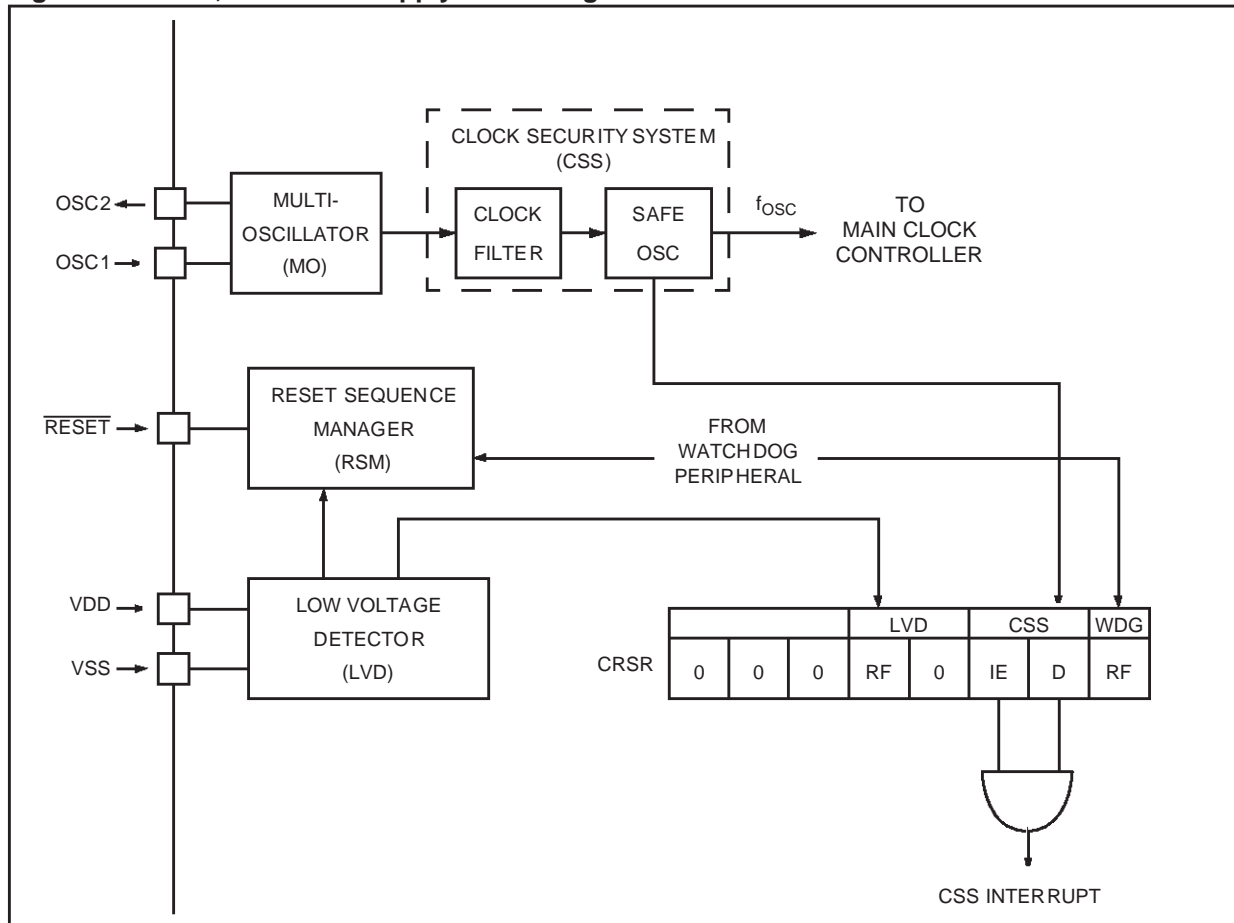 CLOCK SECURITY SYSTEM
(CSS)
OSC2
OSC1
MULTI-
OSCILLATOR
(MO)
CLOCK
FILTER
SAFE
OSC
fOSC
TO
MAIN CLOCK
CONTROLLER
RESET
RESET SEQUENCE
MANAGER
(RSM)
FROM
WATCHDOG
PERIPHERAL
VDD
VSS
LOW VOLTAGE
DETECTOR
(LVD)
LVD CSS WDG
CRSR 0 0 0 RF 0 IE D RF
CSS INTERRUPT